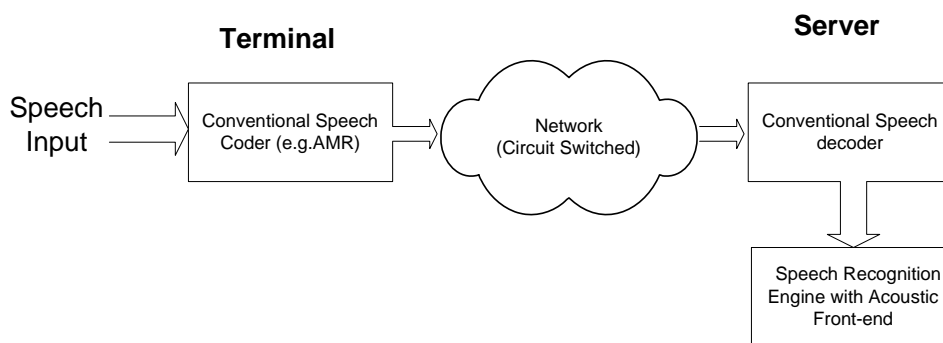 Terminal
Server
Speech
Input
Conventional Speech
Coder (e.g.AMR)
Network
(Circuit Switched)
Conventional Speech
decoder
Speech Recognition
Engine with Acoustic
Front-end